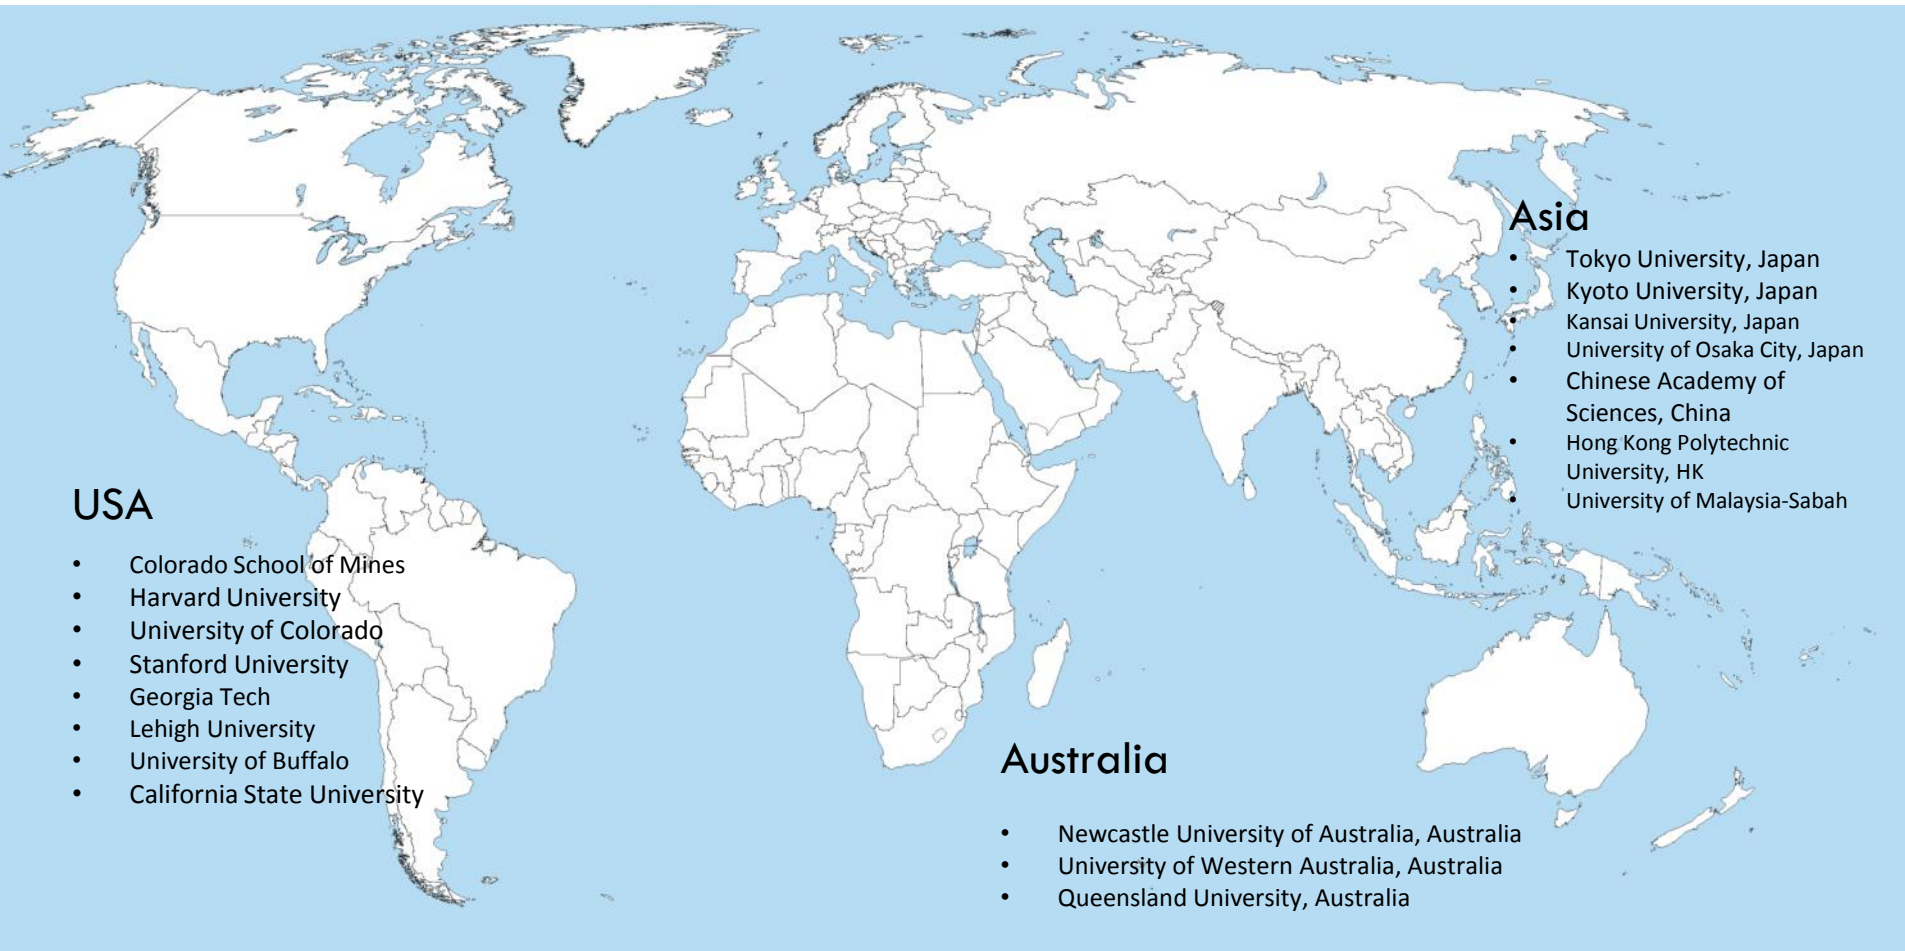 Asia
• Tokyo University, Japan
• Kyoto University, Japan
• Kansai University, Japan
• University of Osaka City, Japan
• Chinese Academy of
Sciences, China
• Hong Kong Polytechnic
University, HK
• University of Malaysia-Sabah
USA
• Colorado School of Mines
• Harvard University
• University of Colorado
• Stanford University
• Georgia Tech
• Lehigh University
• University of Buffalo
• California State University
Australia
• Newcastle University of Australia, Australia
• University of Western Australia, Australia
• Queensland University, Australia